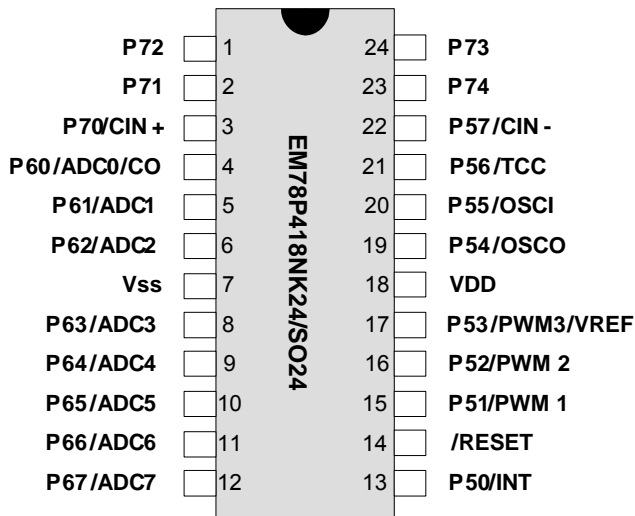 P72 1 24 P73
P71 2 23 P74
P70/CIN + 3 22 P57/CIN -
P60/ADC0/CO 4 21 P56/TCC
P61/ADC1 5 20 P55/OSCI
P62/ADC2 6 19 P54/OSCO
Vss 7 18 VDD
P63/ADC3 8 17 P53/PWM3/VREF
P64/ADC4 9 16 P52/PWM 2
P65/ADC5 10 15 P51/PWM 1
P66/ADC6 11 14 /RESET
P67/ADC7 12 13 P50/INT
EM78P418NK24/SO24